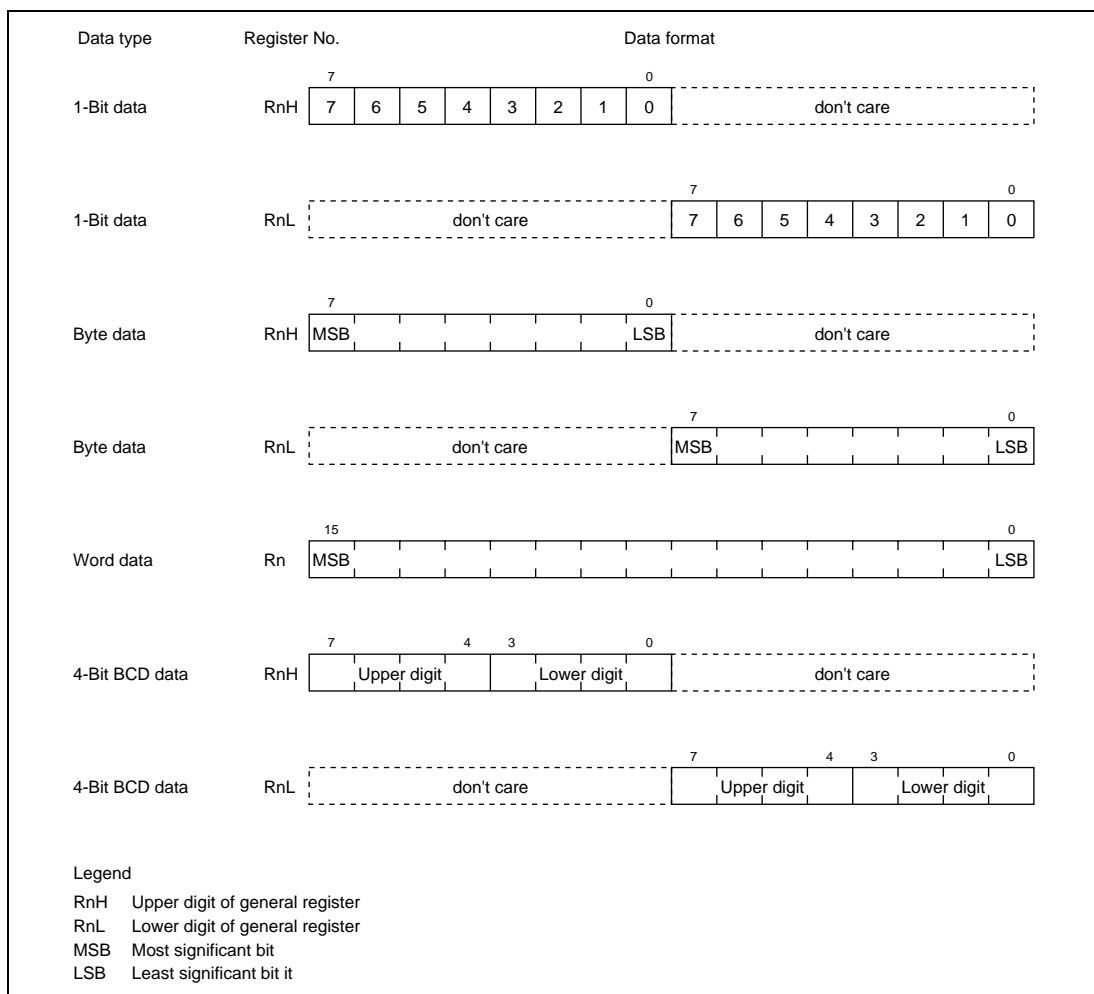 Data type Register No. Data format
7 0
1-Bit data RnH 7 6 5 4 3 2 1 0 don't care
7 0
1-Bit data RnL don't care 7 6 5 4 3 2 1 0
7 0
Byte data RnH MSB LSB don't care
7 0
Byte data RnL don't care MSB LSB
15 0
Word data Rn MSB LSB
7 4 3 0
4-Bit BCD data RnH Upper digit Lower digit don't care
7 4 3 0
4-Bit BCD data RnL don't care Upper digit Lower digit
Legend
RnH Upper digit of general register
RnL Lower digit of general register
MSB Most significant bit
LSB Least significant bit it